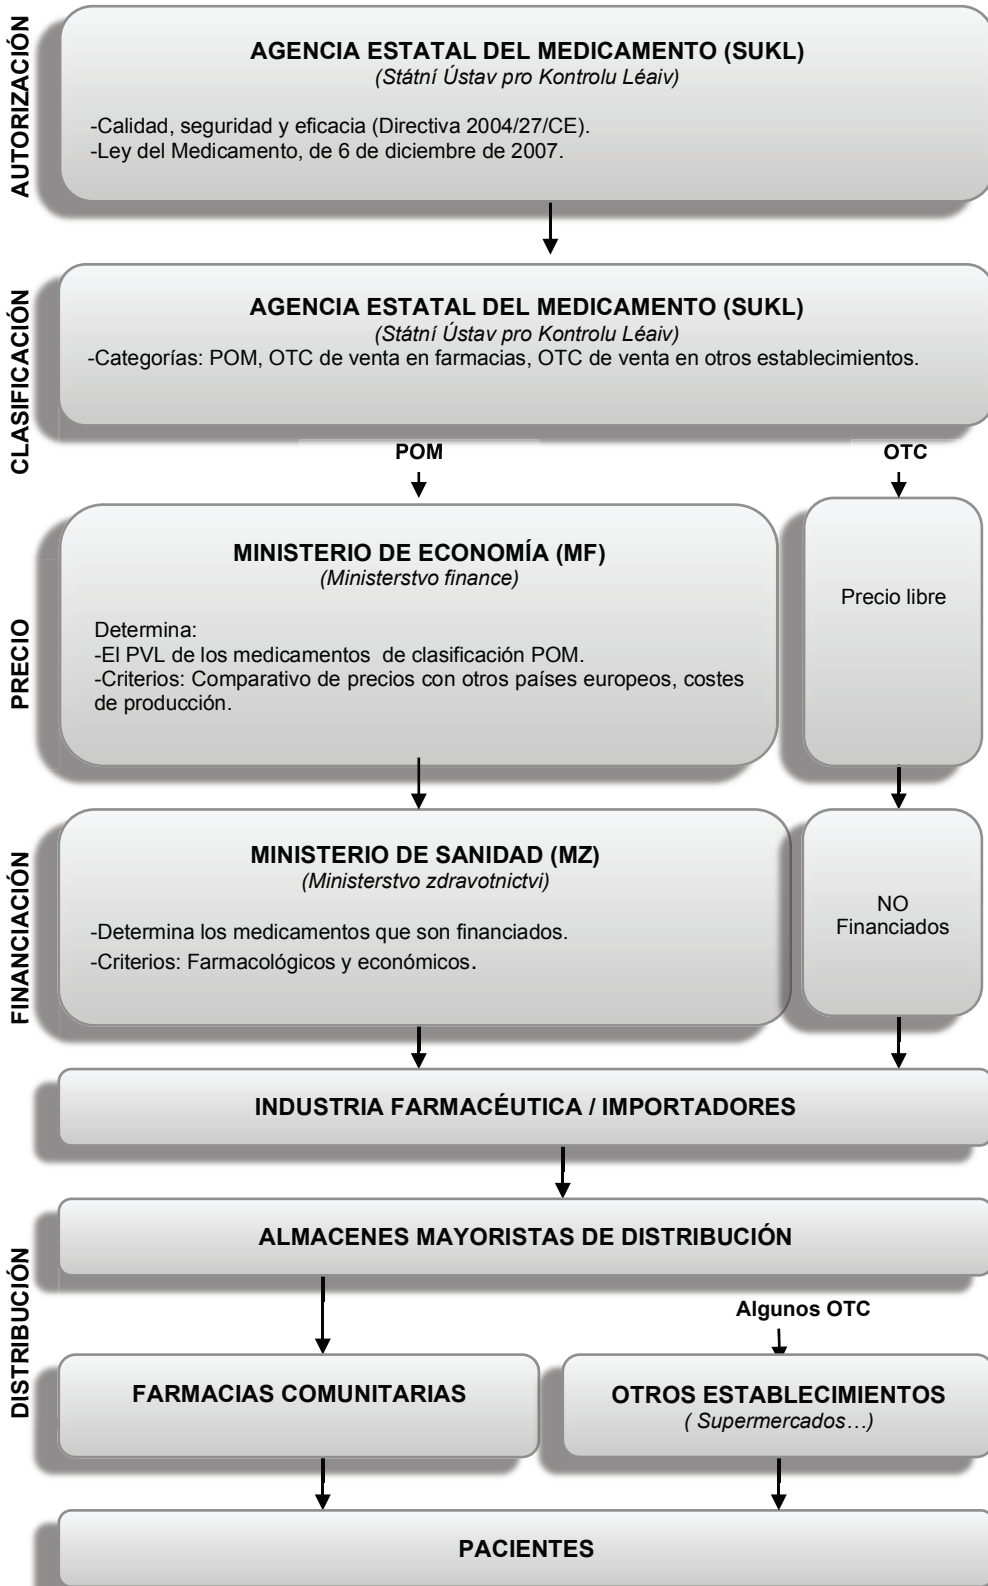 AUTORIZACIÓN
AGENCIA ESTATAL DEL MEDICAMENTO (SUKL)
(Státní Ústav pro Kontrolu Léaiv)
-Calidad, seguridad y eficacia (Directiva 2004/27/CE).
-Ley del Medicamento, de 6 de diciembre de 2007.
CLASIFICACIÓN
AGENCIA ESTATAL DEL MEDICAMENTO (SUKL)
(Státní Ústav pro Kontrolu Léaiv)
-Categorías: POM, OTC de venta en farmacias, OTC de venta en otros establecimientos.
POM
OTC
PRECIO
MINISTERIO DE ECONOMÍA (MF)
(Ministerstvo finance)
Determina:
-El PVL de los medicamentos de clasificación POM.
-Criterios: Comparativo de precios con otros países europeos, costes
de producción.
Precio libre
FINANCIACIÓN
MINISTERIO DE SANIDAD (MZ)
(Ministerstvo zdravotnictvi)
-Determina los medicamentos que son financiados.
-Criterios: Farmacológicos y económicos.
NO
Financiados
INDUSTRIA FARMACÉUTICA / IMPORTADORES
DISTRIBUCIÓN
ALMACENES MAYORISTAS DE DISTRIBUCIÓN
Algunos OTC
FARMACIAS COMUNITARIAS
OTROS ESTABLECIMIENTOS
( Supermercados…)
PACIENTES